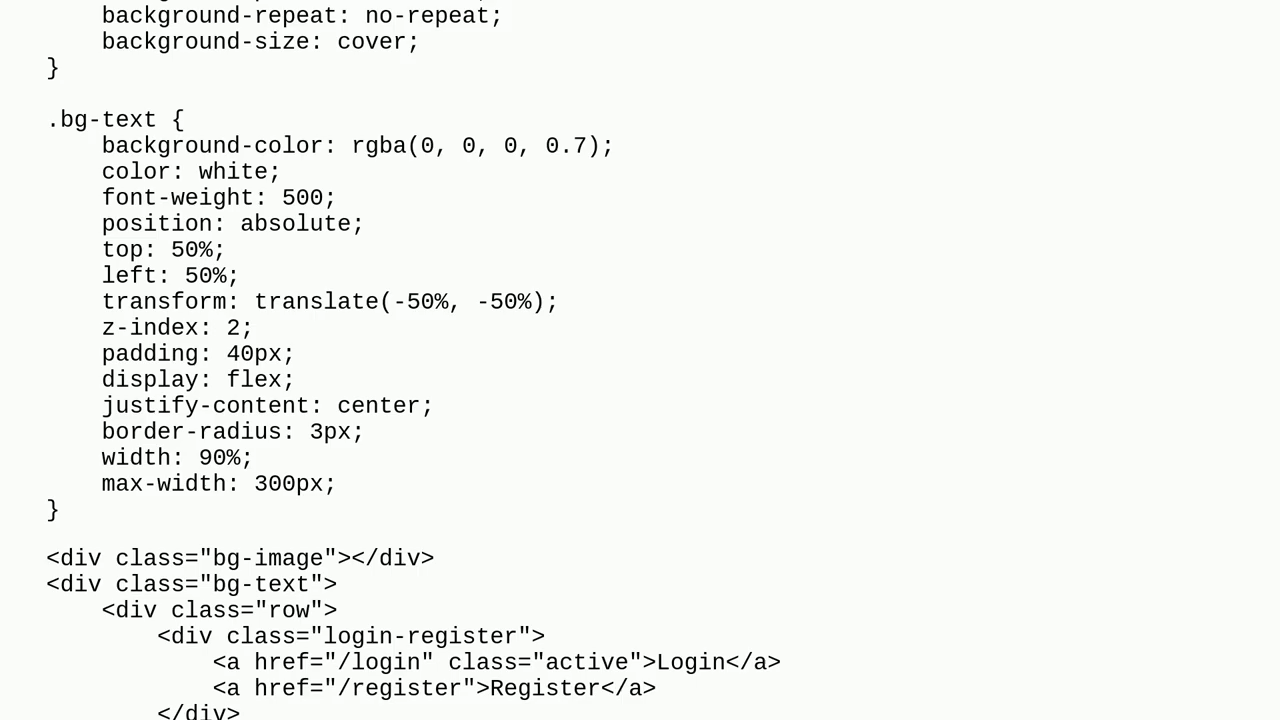 background-repeat: no-repeat;
background-size: cover;
}
.bg-text {
background-color: rgba(0, 0, 0, 0.7);
color: white;
font-weight: 500;
position: absolute;
top: 50%;
left: 50%;
transform: translate(-50%, -50%);
z-index: 2;
padding: 40px;
display: flex;
justify-content: center;
border-radius: 3px;
width: 90%;
max-width: 300px;
}
<div class="bg-image"></div>
<div class="bg-text">
<div class="row">
<div class="login-register">
<a href="/login" class="active">Login</a>
<a href="/register">Register</a>
</div>